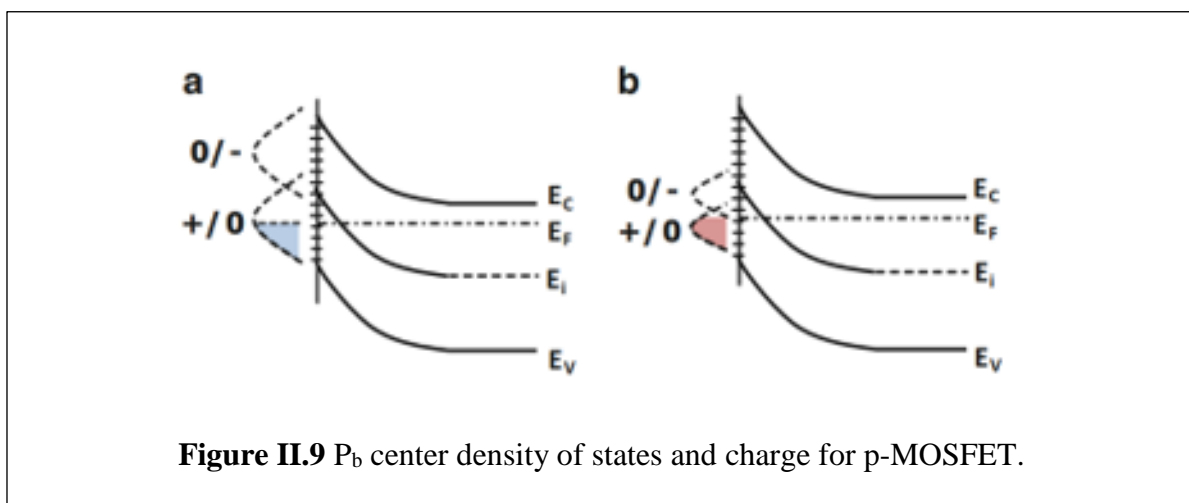 a
0/-
+/0
E_C
E_F
E_i
E_V
b
0/-
+/0
E_C
E_F
E_i
E_V
Figure II.9 P_b center density of states and charge for p-MOSFET.